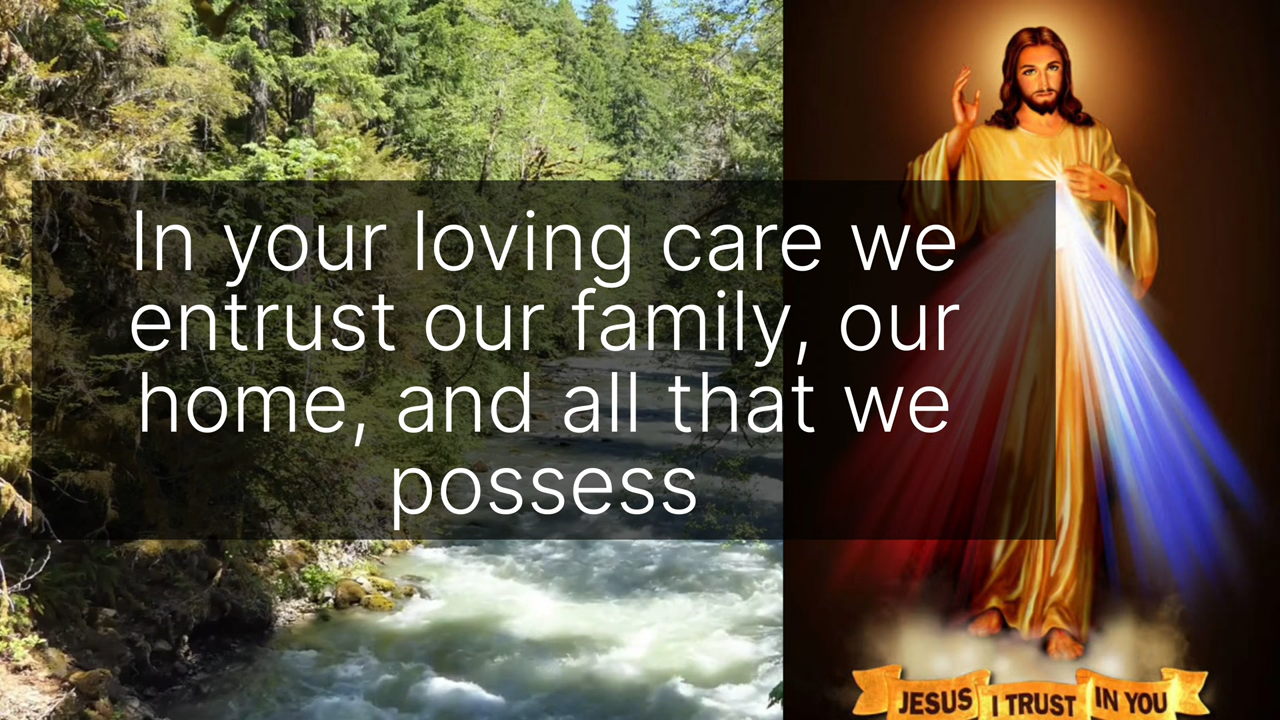 In your loving care we
entrust our family, our
home, and all that we
possess
JESUS I TRUST IN YOU